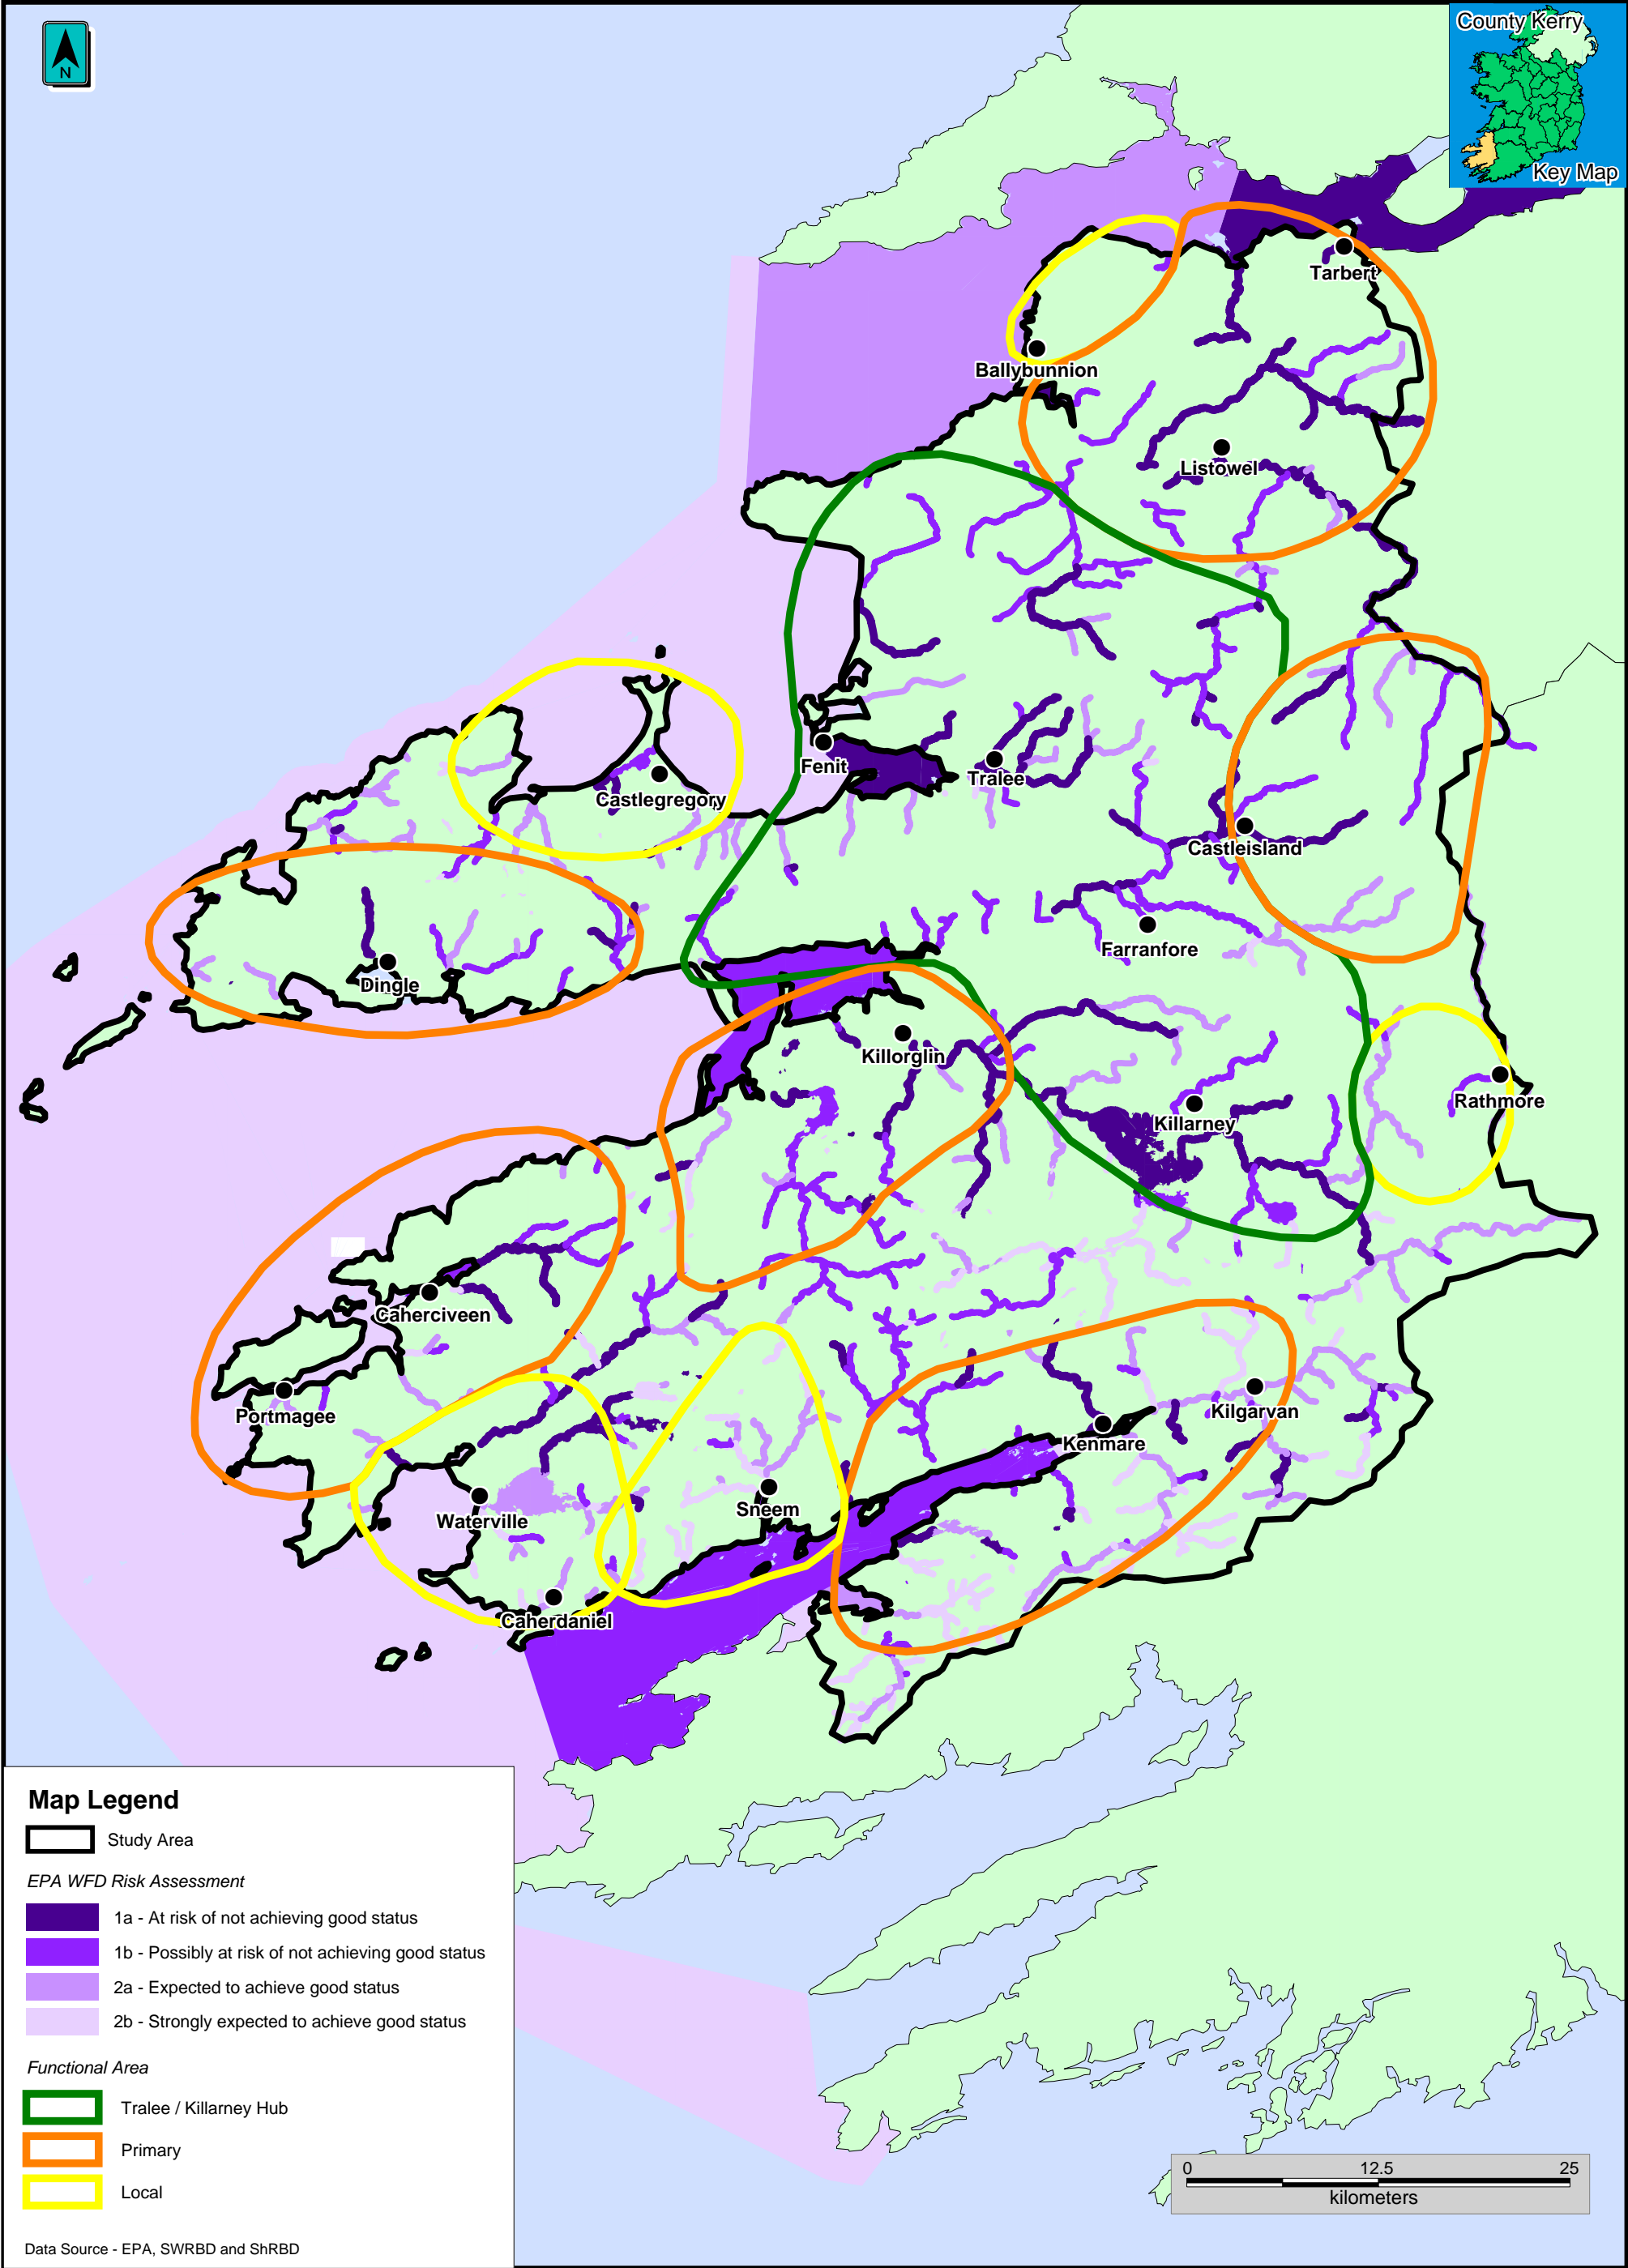 N
County Kerry
Key Map
Tarbert
Ballybunnion
Listowel
Fenit
Tralee
Castlegregory
Castleisland
Farranfore
Dingle
Killorglin
Rathmore
Killarney
Caherciveen
Portmagee
Kilgarvan
Kenmare
Sneem
Waterville
Caherdaniel
Map Legend
Study Area
EPA WFD Risk Assessment
1a - At risk of not achieving good status
1b - Possibly at risk of not achieving good status
2a - Expected to achieve good status
2b - Strongly expected to achieve good status
Functional Area
Tralee / Killarney Hub
Primary
Local
Data Source - EPA, SWRBD and ShRBD
0 12.5 25
kilometers